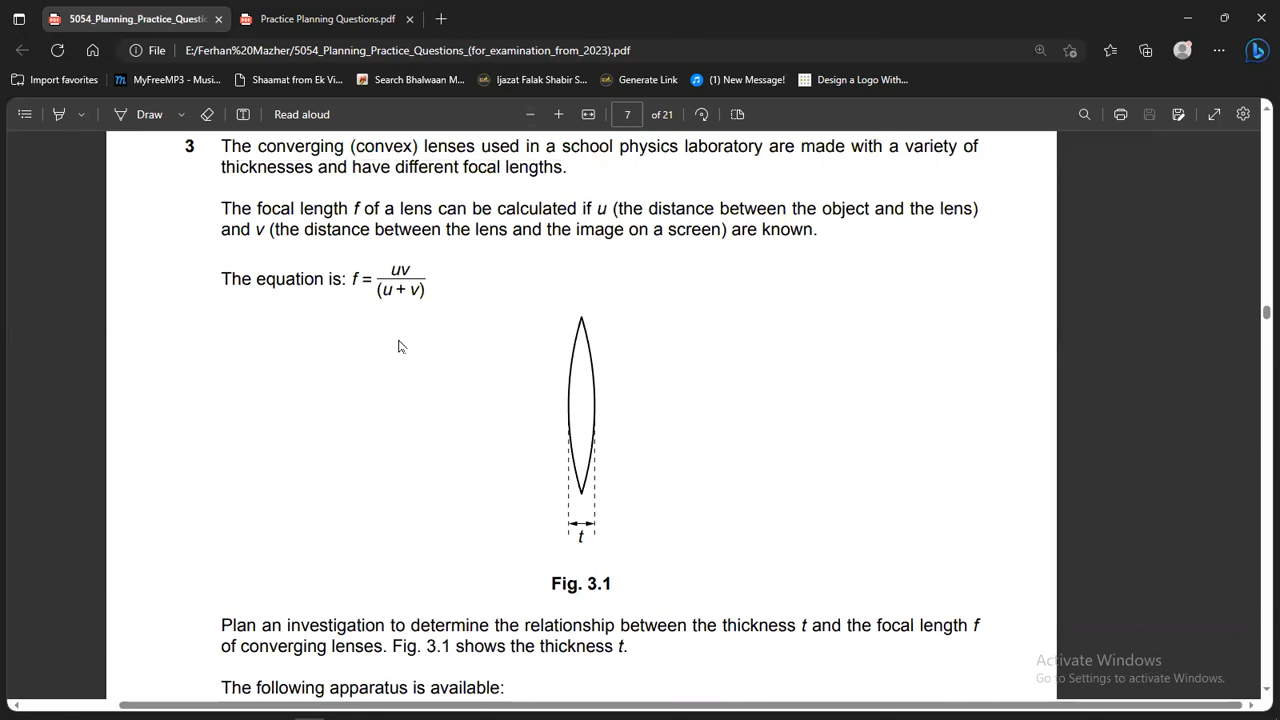 5054_Planning_Practice_Questic
Practice Planning Questions.pdf
File
E:/Ferhan%20Mazher/5054_Planning_Practice_Questions_(for_examination_from_2023).pdf
Import favorites
MyFreeMP3 - Musi...
Shaamat from Ek Vi...
Search Bhalwaan M...
Ijazat Falak Shabir S...
Generate Link
(1) New Message!
Design a Logo With...
Draw
Read aloud
7 of 21
3 The converging (convex) lenses used in a school physics laboratory are made with a variety of
thicknesses and have different focal lengths.
The focal length f of a lens can be calculated if u (the distance between the object and the lens)
and v (the distance between the lens and the image on a screen) are known.
The equation is: f = uv / (u + v)
t
Fig. 3.1
Plan an investigation to determine the relationship between the thickness t and the focal length f
of converging lenses. Fig. 3.1 shows the thickness t.
The following apparatus is available:
Activate Windows
Go to Settings to activate Windows.